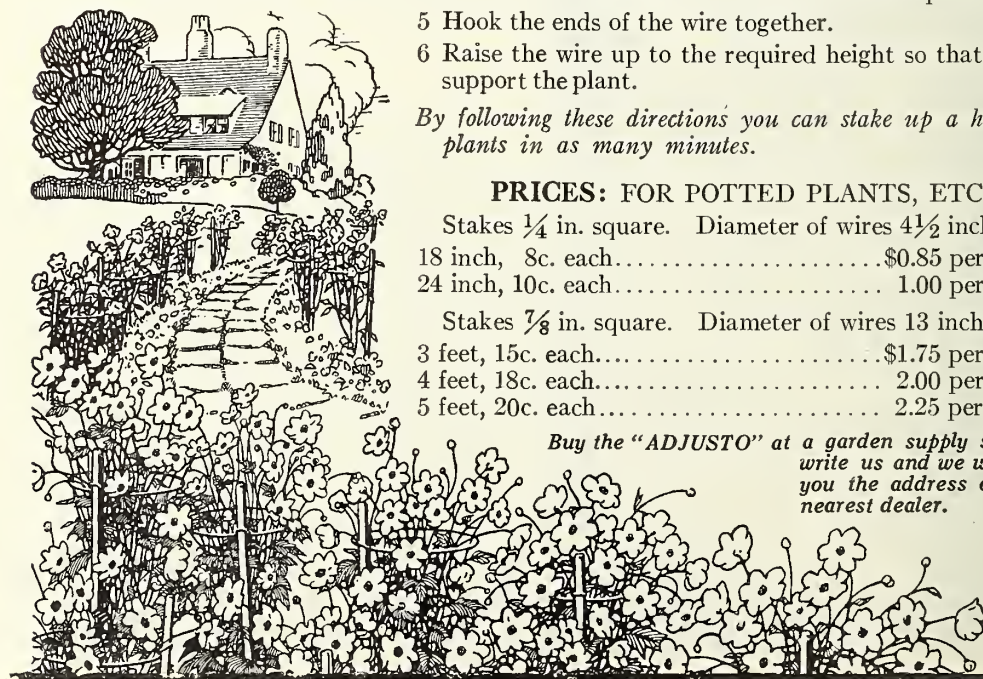 5 Hook the ends of the wire together.
6 Raise the wire up to the required height so that
support the plant.
By following these directions you can stake up a
plants in as many minutes.
PRICES: FOR POTTED PLANTS, ETC
Stakes ¼ in. square. Diameter of wires 4½
18 inch, 8c. each.......................$0.85 per
24 inch, 10c. each....................... 1.00 per
Stakes ⅞ in. square. Diameter of wires 13 inch
3 feet, 15c. each........................$1.75 per
4 feet, 18c. each........................ 2.00 per
5 feet, 20c. each........................ 2.25 per
Buy the "ADJUSTO" at a garden supply
write us and we
you the address
nearest dealer.